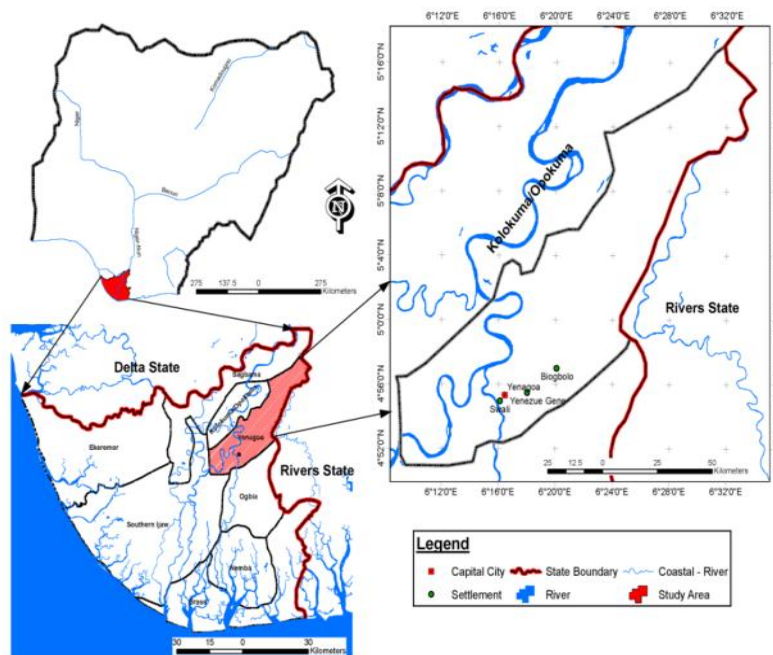 Niger
Benue
275 137.5 0 275
Kilometers
N
Delta State
Sagbama
Ekeremor
Yenagoa
Rivers State
Ogbia
Southern Ijaw
Nembe
Brass
30 15 0 30
Kilometers
6°12'0"E 6°16'0"E 6°20'0"E 6°24'0"E 6°28'0"E 6°32'0"E
5°16'0"N
5°12'0"N
5°8'0"N
5°4'0"N
5°0'0"N
4°56'0"N
4°52'0"N
Kolokuma/Opokuma
Rivers State
Biogbolo
Yenagoa
Yenezue Gene
Swali
25 12.5 0 25 50
Kilometers
6°12'0"E 6°16'0"E 6°20'0"E 6°24'0"E 6°28'0"E 6°32'0"E
Legend
Capital City State Boundary Coastal - River
Settlement River Study Area